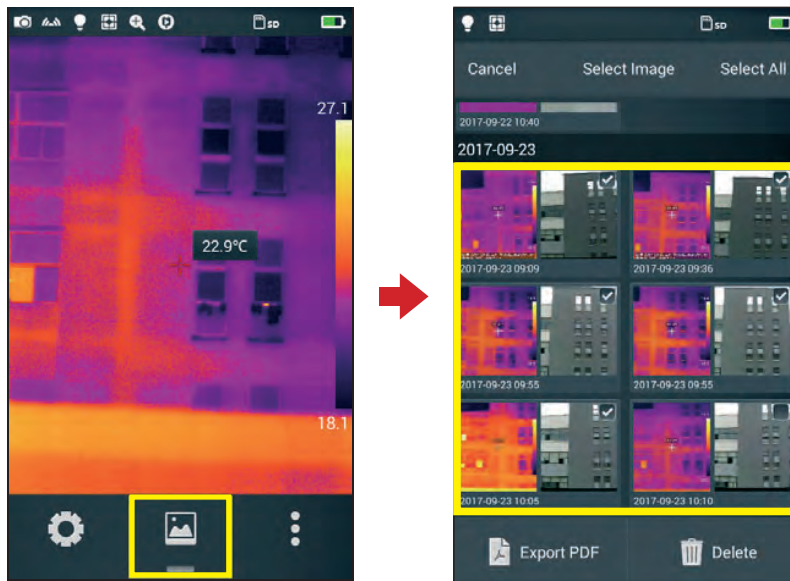 SD
27.1
22.9°C
18.1
SD
Cancel Select Image Select All
2017-09-22 10:40
2017-09-23
2017-09-23 09:09 2017-09-23 09:36
2017-09-23 09:55 2017-09-23 09:55
2017-09-23 10:05 2017-09-23 10:10
Export PDF Delete